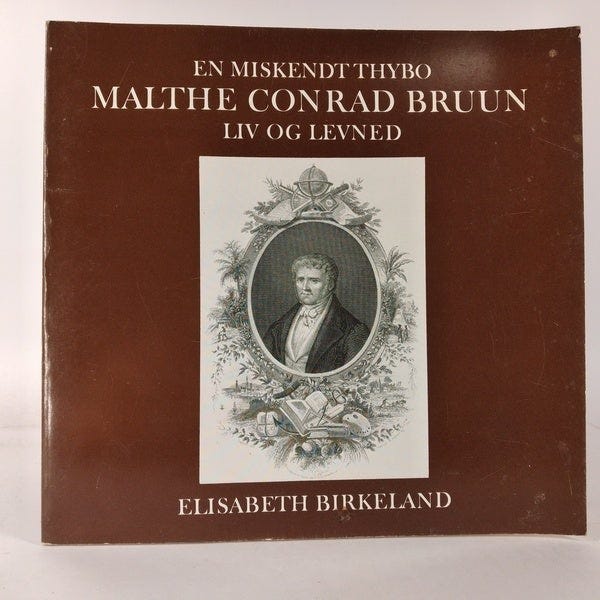 EN MISKENDT THYBO
MALTHE CONRAD BRUUN
LIV OG LEVNED
ELISABETH BIRKELAND